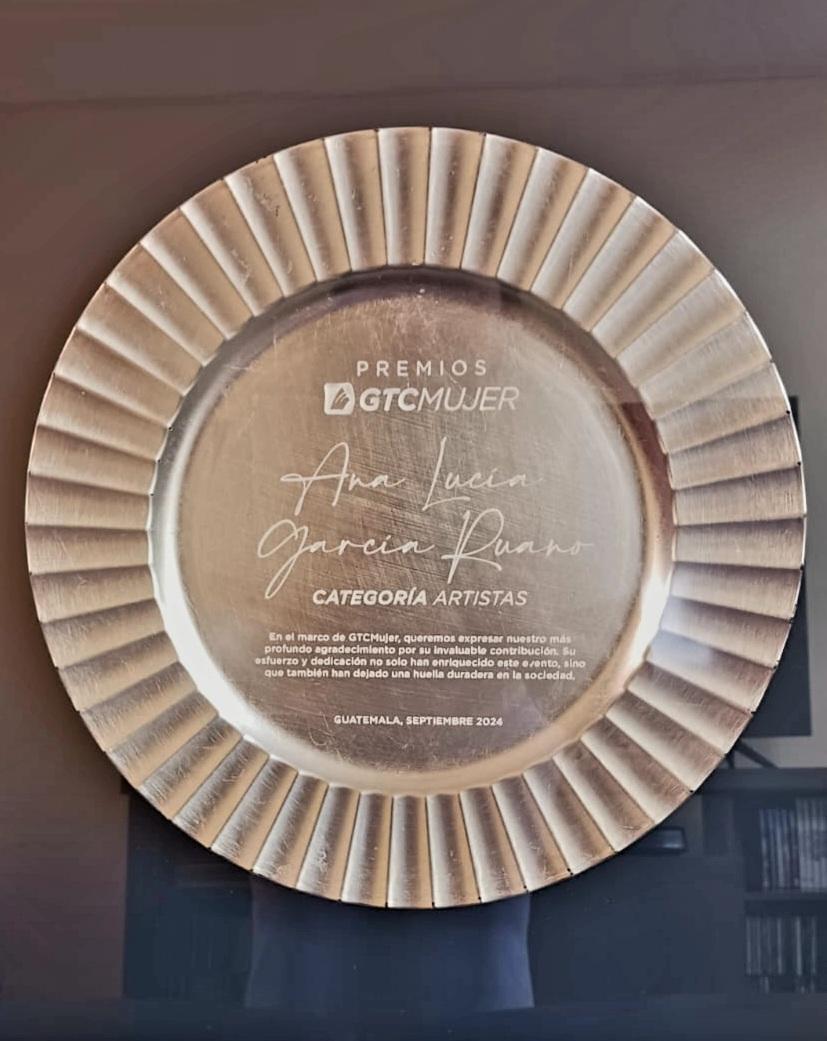 PREMIOS
GTCMUJER
Ana Lucía
García Ruano
CATEGORÍA ARTISTAS
En el marco de GTCMujer, queremos expresar nuestro más
profundo agradecimiento por su invaluable contribución. Su
esfuerzo y dedicación no solo han enriquecido este evento, sino
que también han dejado una huella duradera en la sociedad.
GUATEMALA, SEPTIEMBRE 2024